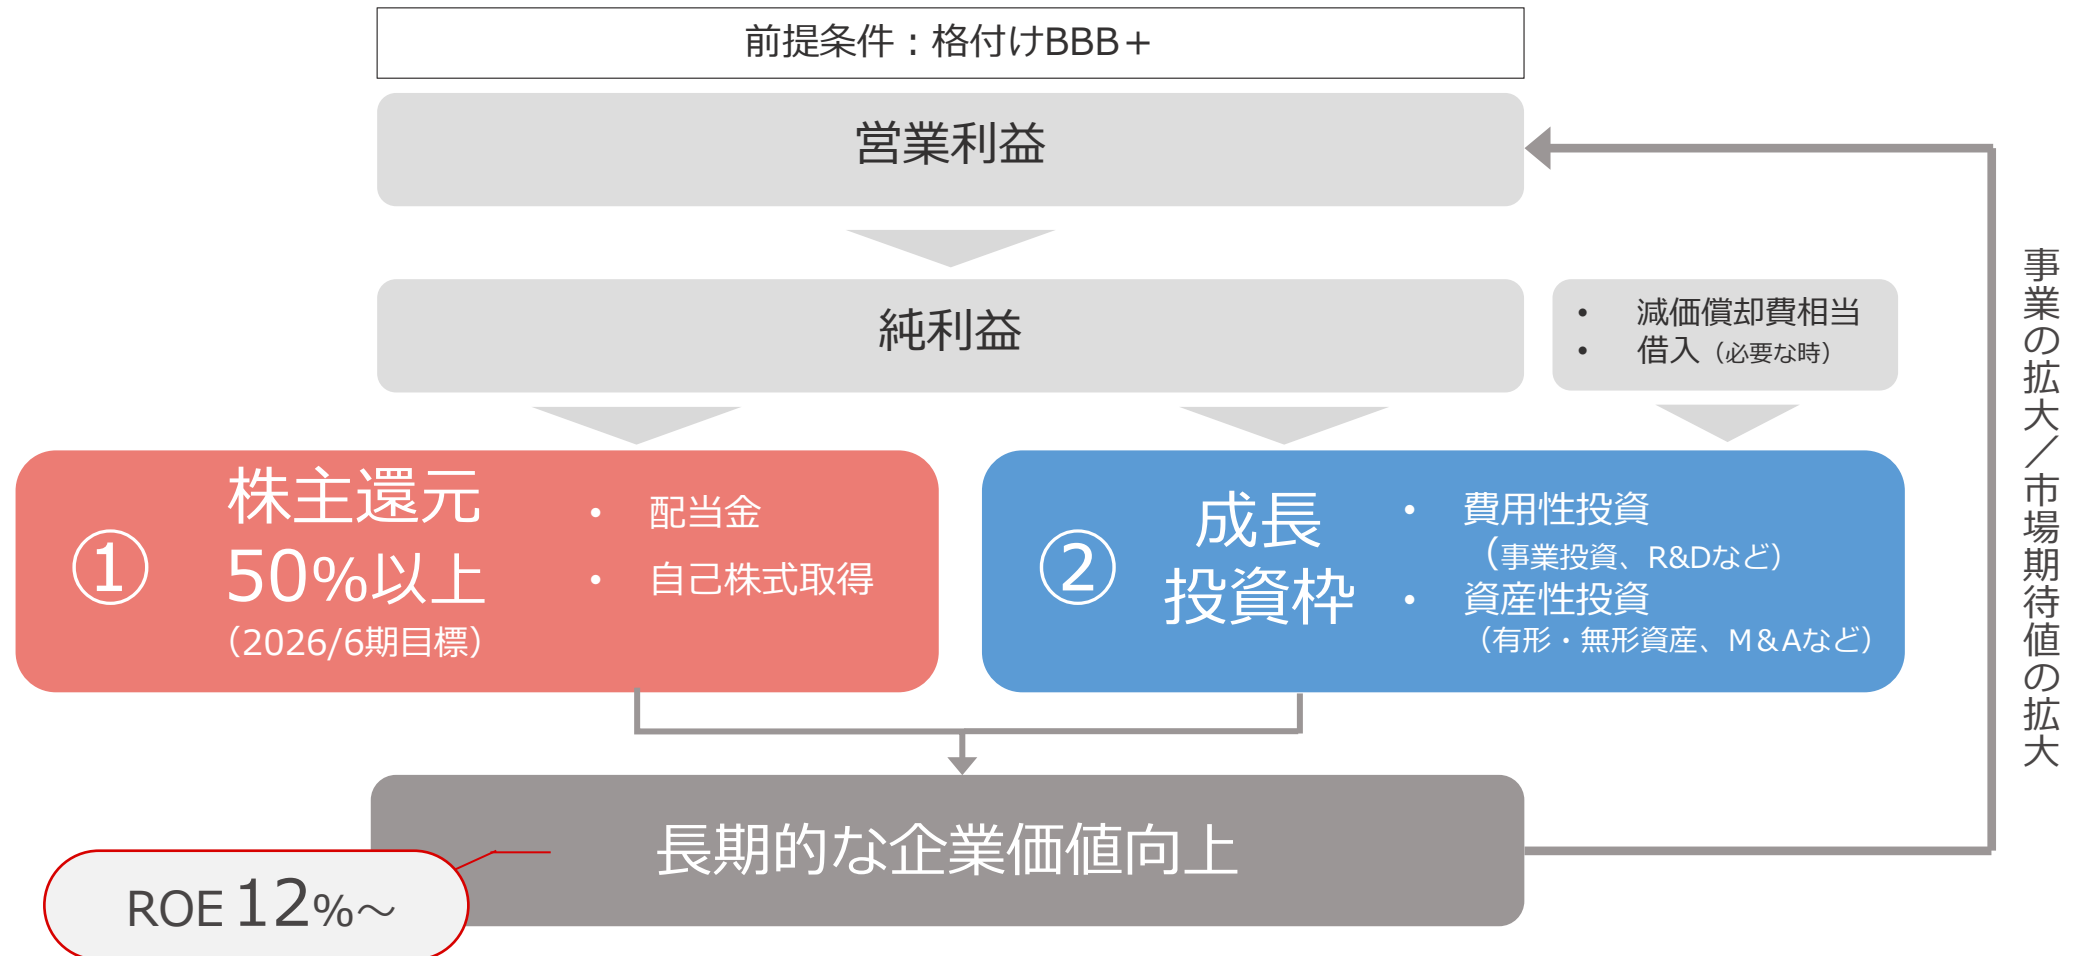 前提条件：格付けBBB＋
営業利益
純利益
・ 減価償却費相当
・ 借入（必要な時）
①
株主還元
50%以上
（2026/6期目標）
・ 配当金
・ 自己株式取得
②
成長
投資枠
・ 費用性投資
（事業投資、R&Dなど）
・ 資産性投資
（有形・無形資産、M＆Aなど）
長期的な企業価値向上
ROE 12%～
事業の拡大／市場期待値の拡大